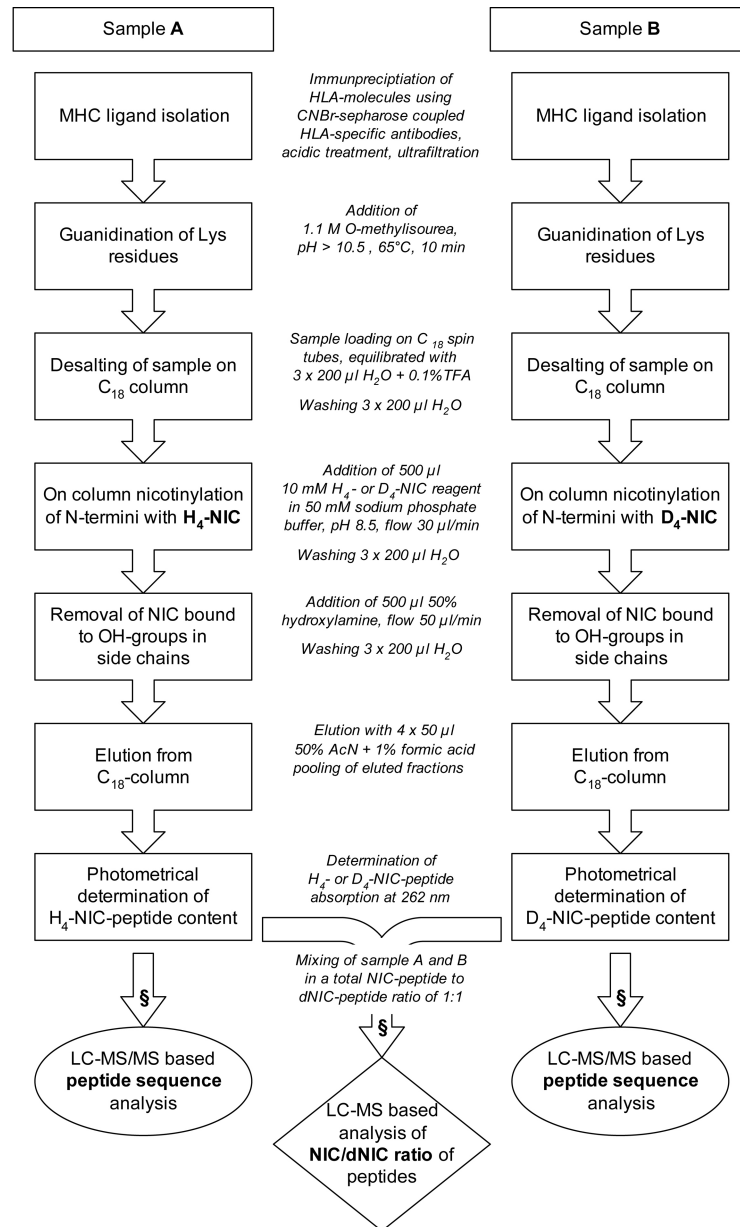 Sample A
Sample B
MHC ligand isolation
Immunpreciptiation of
HLA-molecules using
CNBr-sepharose coupled
HLA-specific antibodies,
acidic treatment, ultrafiltration
MHC ligand isolation
Guanidination of Lys
residues
Addition of
1.1 M O-methylisourea,
pH > 10.5 , 65°C, 10 min
Guanidination of Lys
residues
Desalting of sample on
C18 column
Sample loading on C 18 spin
tubes, equilibrated with
3 x 200 µl H2O + 0.1%TFA
Washing 3 x 200 µl H2O
Desalting of sample on
C18 column
On column nicotinylation
of N-termini with H4-NIC
Addition of 500 µl
10 mM H4- or D4-NIC reagent
in 50 mM sodium phosphate
buffer, pH 8.5, flow 30 µl/min
Washing 3 x 200 µl H2O
On column nicotinylation
of N-termini with D4-NIC
Removal of NIC bound
to OH-groups in
side chains
Addition of 500 µl 50%
hydroxylamine, flow 50 µl/min
Washing 3 x 200 µl H2O
Removal of NIC bound
to OH-groups in
side chains
Elution from
C18-column
Elution with 4 x 50 µl
50% AcN + 1% formic acid
pooling of eluted fractions
Elution from
C18-column
Photometrical
determination of
H4-NIC-peptide content
Determination of
H4- or D4-NIC-peptide
absorption at 262 nm
Photometrical
determination of
D4-NIC-peptide content
Mixing of sample A and B
in a total NIC-peptide to
dNIC-peptide ratio of 1:1
§
§
§
LC-MS/MS based
peptide sequence
analysis
LC-MS based
analysis of
NIC/dNIC ratio of
peptides
LC-MS/MS based
peptide sequence
analysis